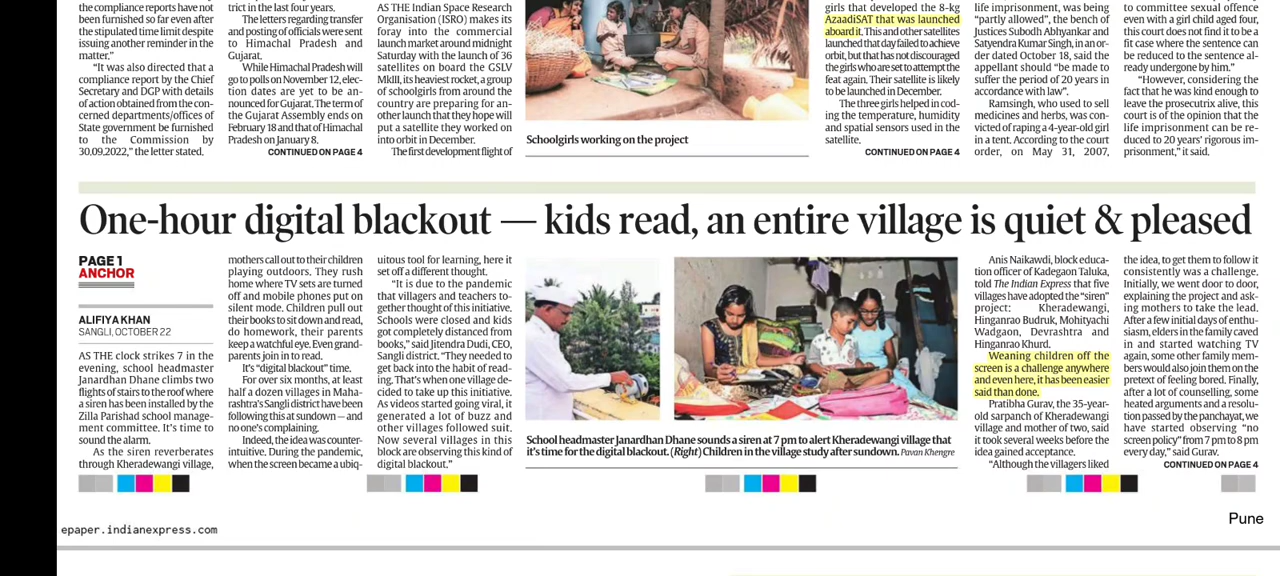 the compliance reports have
not been furnished so far even after
the stipulated time limit despite
issuing another reminder in the
matter."
"It was also directed that a
compliance report by the Chief
Secretary and DGP with details
of action obtained from the con-
cerned departments/offices of
State government be furnished
to the Commission by
30.09.2022," the letter stated.
trict in the last four years.
The letters regarding transfer
and posting of officials were sent
to Himachal Pradesh and
Gujarat.
While Himachal Pradesh will
go to polls on November 12, elec-
tion dates are yet to be an-
nounced for Gujarat. The term of
the Gujarat Assembly ends on
February 18 and that of Himachal
Pradesh on January 8.
CONTINUED ON PAGE 4
AS THE Indian Space Research
Organisation (ISRO) makes its
foray into the commercial
launch market around midnight
Saturday with the launch of 36
satellites on board the GSLV
MkIII, its heaviest rocket, a group
of schoolgirls from around the
country are preparing for an-
other launch that they hope will
put a satellite they worked on
into orbit in December.
The first development flight of
Schoolgirls working on the project
girls that developed the 8-kg
AzaadiSAT that was launched
aboard it. This and other satellites
launched that day failed to achieve
orbit, but that has not discouraged
the girls who are set to attempt the
feat again. Their satellite is likely
to be launched in December.
The three girls helped in cod-
ing the temperature, humidity
and spatial sensors used in the
satellite.
CONTINUED ON PAGE 4
life imprisonment, was being
"partly allowed", the bench of
Justices Subodh Abhyankar and
Satyendra Kumar Singh, in an or-
der dated October 18, said the
appellant should "be made to
suffer the period of 20 years in
accordance with law".
Ramsingh, who used to sell
medicines and herbs, was con-
victed of raping a 4-year-old girl
in a tent. According to the court
order, on May 31, 2007,
to committee sexual offence
even with a girl child aged four,
this court does not find it to be a
fit case where the sentence can
be reduced to the sentence al-
ready undergone by him."
"However, considering the
fact that he was kind enough to
leave the prosecutrix alive, this
court is of the opinion that the
life imprisonment can be re-
duced to 20 years' rigorous im-
prisonment," it said.
One-hour digital blackout — kids read, an entire village is quiet & pleased
PAGE 1
ANCHOR
ALIFIYA KHAN
SANGLI, OCTOBER 22
AS THE clock strikes 7 in the
evening, school headmaster
Janardhan Dhane climbs two
flights of stairs to the roof where
a siren has been installed by the
Zilla Parishad school manage-
ment committee. It's time to
sound the alarm.
As the siren reverberates
through Kheradewangi village,
mothers call out to their children
playing outdoors. They rush
home where TV sets are turned
off and mobile phones put on
silent mode. Children pull out
their books to sit down and read,
do homework, their parents
keep a watchful eye. Even grand-
parents join in to read.
It's "digital blackout" time.
For over six months, at least
half a dozen villages in Maha-
rashtra's Sangli district have been
following this at sundown — and
no one's complaining.
Indeed, the idea was counter-
intuitive. During the pandemic,
when the screen became a ubiq-
uitous tool for learning, here it
set off a different thought.
"It is due to the pandemic
that villagers and teachers to-
gether thought of this initiative.
Schools were closed and kids
got completely distanced from
books," said Jitendra Dudi, CEO,
Sangli district. "They needed to
get back into the habit of read-
ing. That's when one village de-
cided to take up this initiative.
As videos started going viral, it
generated a lot of buzz and
other villages followed suit.
Now several villages in this
block are observing this kind of
digital blackout."
School headmaster Janardhan Dhane sounds a siren at 7 pm to alert Kheradewangi village that
it's time for the digital blackout. (Right) Children in the village study after sundown. Pavan Khengre
Anis Naikawdi, block educa-
tion officer of Kadegaon Taluka,
told The Indian Express that five
villages have adopted the "siren"
project: Kheradewangi,
Hinganrao Budruk, Mohityachi
Wadgaon, Devrashtra and
Hinganrao Khurd.
Weaning children off the
screen is a challenge anywhere
and even here, it has been easier
said than done.
Pratibha Gurav, the 35-year-
old sarpanch of Kheradewangi
village and mother of two, said
it took several weeks before the
idea gained acceptance.
"Although the villagers liked
the idea, to get them to follow it
consistently was a challenge.
Initially, we went door to door,
explaining the project and ask-
ing mothers to take the lead.
After a few initial days of enthu-
siasm, elders in the family caved
in and started watching TV
again, some other family mem-
bers would also join them on the
pretext of feeling bored. Finally,
after a lot of counselling, some
heated arguments and a resolu-
tion passed by the panchayat, we
have seen everyone observing "no
screen policy" from 7 pm to 8 pm
every day," said Gurav.
CONTINUED ON PAGE 4
epaper.indianexpress.com
Pune